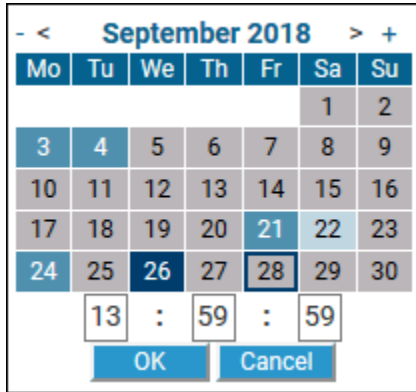 - < September 2018 > +
Mo Tu We Th Fr Sa Su
1 2
3 4 5 6 7 8 9
10 11 12 13 14 15 16
17 18 19 20 21 22 23
24 25 26 27 28 29 30
13 : 59 : 59
OK Cancel